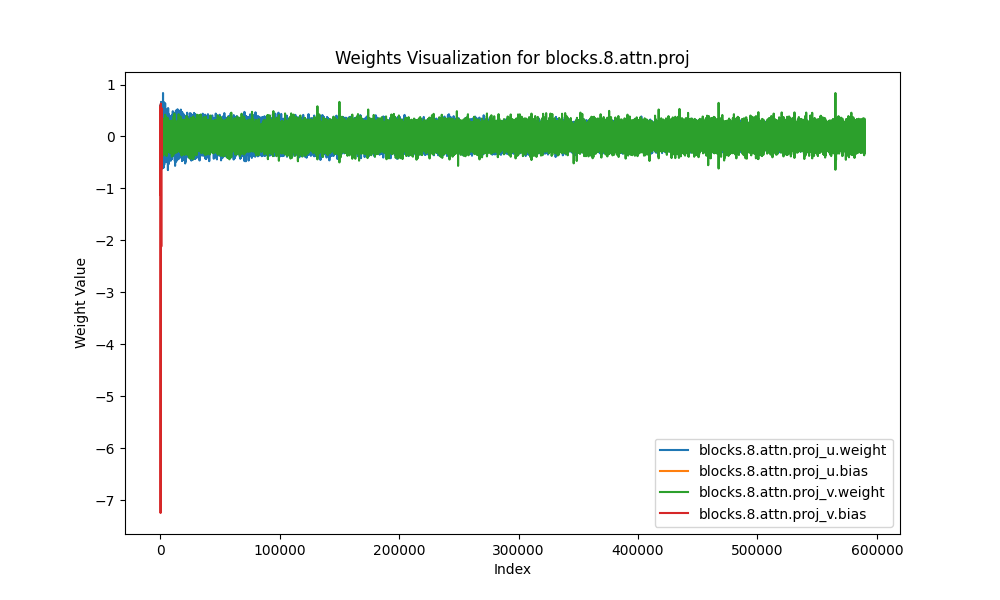 Weights Visualization for blocks.8.attn.proj
1
0
−1
−2
−3
−4
−5
−6
−7
Weight Value
blocks.8.attn.proj_u.weight
blocks.8.attn.proj_u.bias
blocks.8.attn.proj_v.weight
blocks.8.attn.proj_v.bias
0 100000 200000 300000 400000 500000 600000
Index